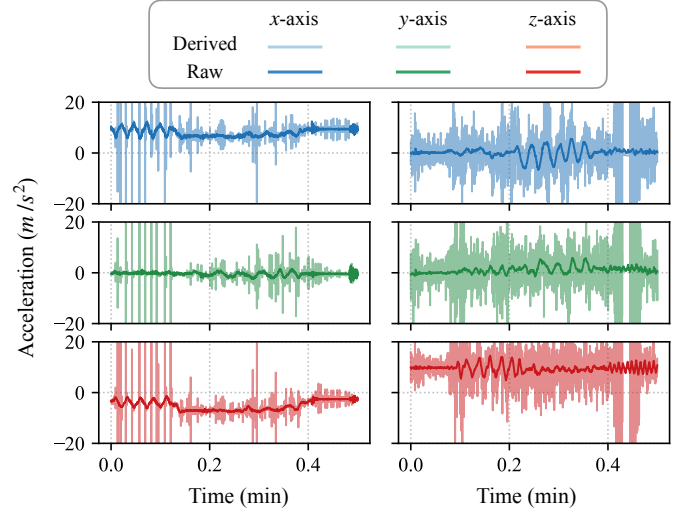 x-axis y-axis z-axis
Derived
Raw
Acceleration (m /s²)
20
0
−20
20
0
−20
20
0
−20
0.0 0.2 0.4 0.0 0.2 0.4
Time (min) Time (min)